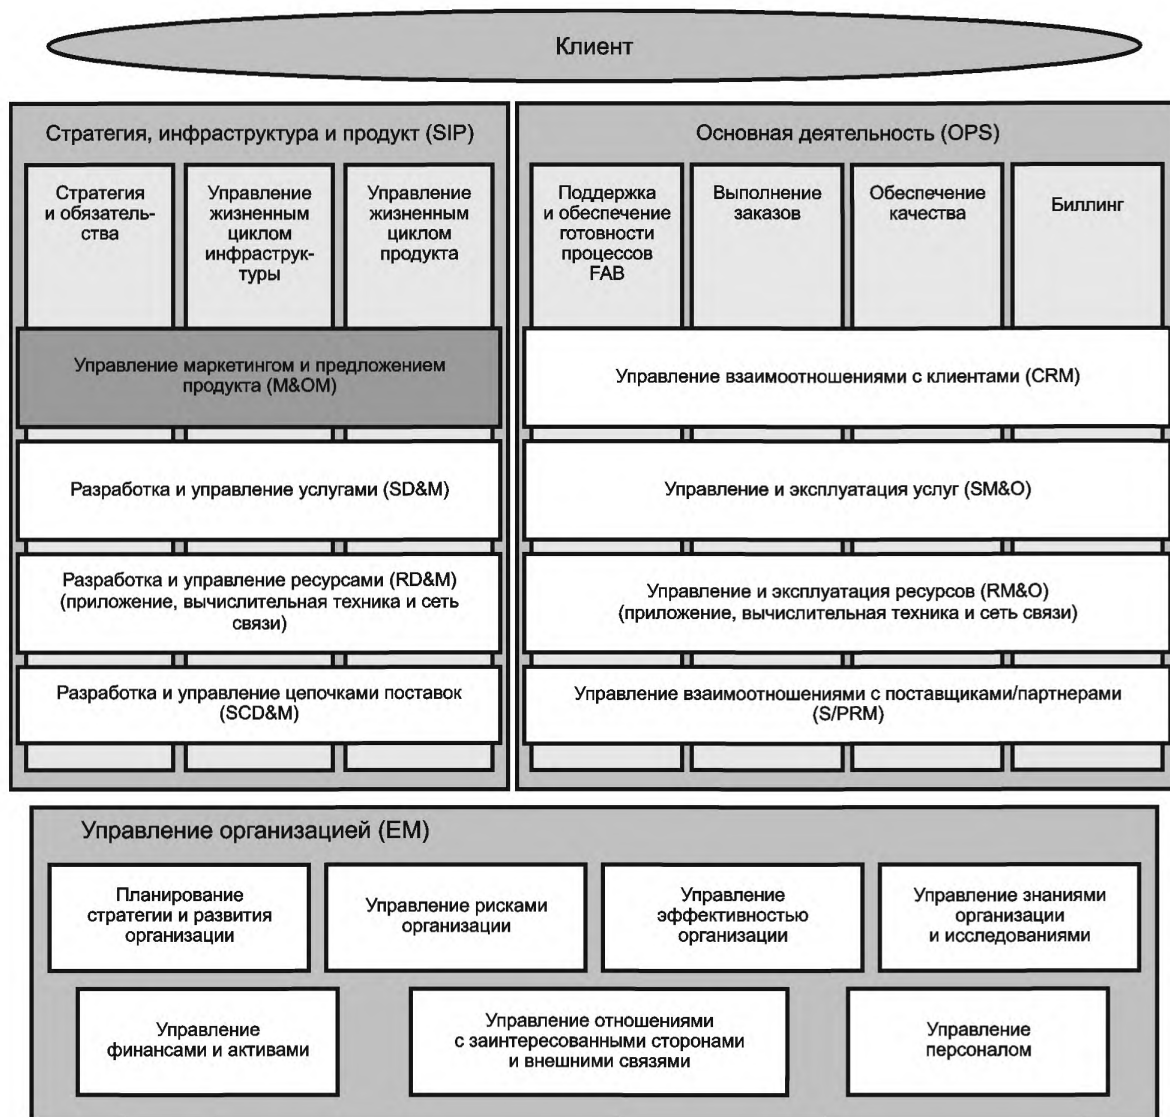 Клиент
Стратегия, инфраструктура и продукт (SIP)
Стратегия
и обязатель-
ства
Управление
жизненным
циклом
инфраструк-
туры
Управление
жизненным
циклом
продукта
Управление маркетингом и предложением
продукта (M&OM)
Разработка и управление услугами (SD&M)
Разработка и управление ресурсами (RD&M)
(приложение, вычислительная техника и сеть
связи)
Разработка и управление цепочками поставок
(SCD&M)
Основная деятельность (OPS)
Поддержка
и обеспечение
готовности
процессов
FAB
Выполнение
заказов
Обеспечение
качества
Биллинг
Управление взаимоотношениями с клиентами (CRM)
Управление и эксплуатация услуг (SM&O)
Управление и эксплуатация ресурсов (RM&O)
(приложение, вычислительная техника и сеть связи)
Управление взаимоотношениями с поставщиками/партнерами
(S/PRM)
Управление организацией (EM)
Планирование
стратегии и развития
организации
Управление рисками
организации
Управление
эффективностью
организации
Управление знаниями
организации
и исследованиями
Управление
финансами и активами
Управление отношениями
с заинтересованными сторонами
и внешними связями
Управление
персоналом